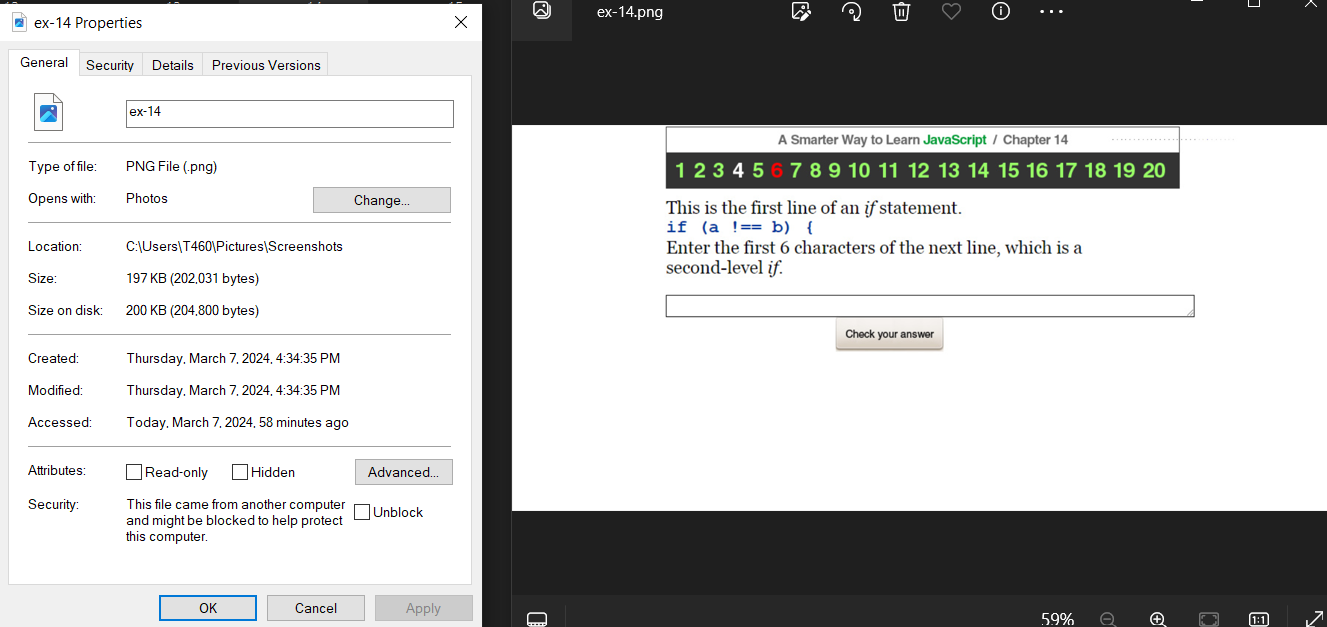 ex-14 Properties
General Security Details Previous Versions
ex-14
Type of file: PNG File (.png)
Opens with: Photos Change...
Location: C:\Users\T460\Pictures\Screenshots
Size: 197 KB (202,031 bytes)
Size on disk: 200 KB (204,800 bytes)
Created: Thursday, March 7, 2024, 4:34:35 PM
Modified: Thursday, March 7, 2024, 4:34:35 PM
Accessed: Today, March 7, 2024, 58 minutes ago
Attributes: Read-only Hidden Advanced...
Security: This file came from another computer
and might be blocked to help protect
this computer.
Unblock
OK Cancel Apply
ex-14.png
A Smarter Way to Learn JavaScript / Chapter 14
1 2 3 4 5 6 7 8 9 10 11 12 13 14 15 16 17 18 19 20
This is the first line of an if statement.
if (a !== b) {
Enter the first 6 characters of the next line, which is a
second-level if.
Check your answer
59%
1:1